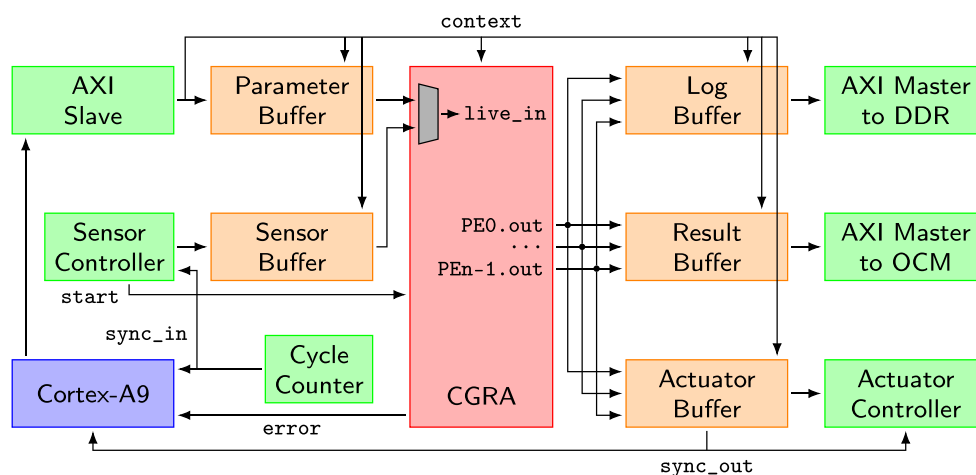 context
AXI
Slave
Parameter
Buffer
live_in
Log
Buffer
AXI Master
to DDR
Sensor
Controller
Sensor
Buffer
PE0.out
...
PEn-1.out
Result
Buffer
AXI Master
to OCM
start
sync_in
Cycle
Counter
Cortex-A9
error
CGRA
Actuator
Buffer
Actuator
Controller
sync_out